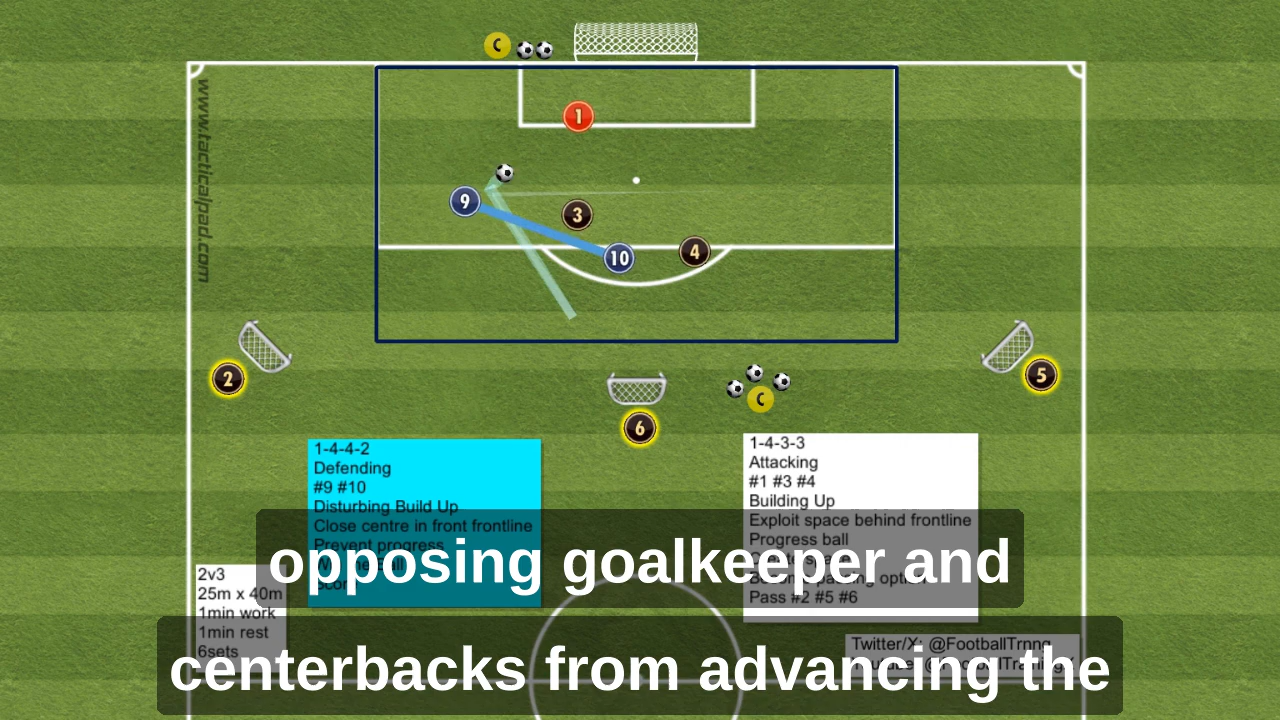 C
1
www.tacticalpad.com
9
3
10
4
2
5
C
6
1-4-4-2
Defending
#9 #10
Disturbing Build Up
Close centre in front frontline
Prevent progress
1-4-3-3
Attacking
#1 #3 #4
Building Up
Exploit space behind frontline
Progress ball
Pass #2 #5 #6
2v3
25m x 40m
1min work
1min rest
6sets
Twitter/X: @FootballTrnng
opposing goalkeeper and
centerbacks from advancing the